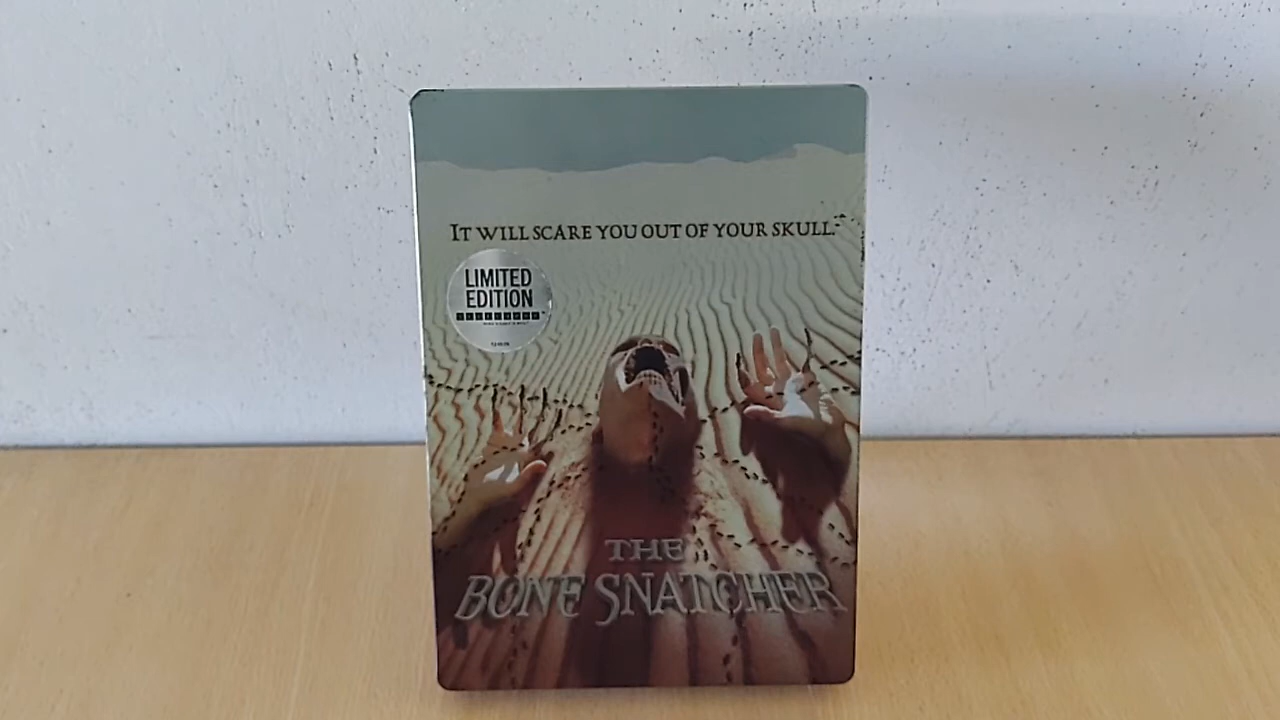 IT WILL SCARE YOU OUT OF YOUR SKULL.
LIMITED
EDITION
THE
BONE SNATCHER